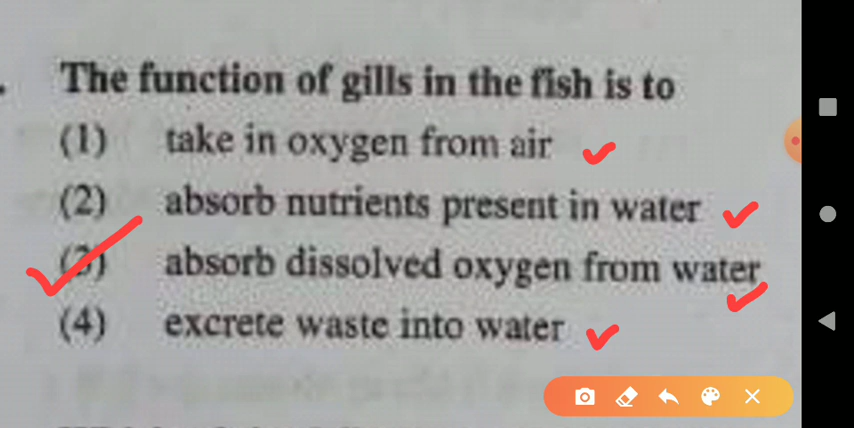 The function of gills in the fish is to
(1) take in oxygen from air
(2) absorb nutrients present in water
(3) absorb dissolved oxygen from water
(4) excrete waste into water